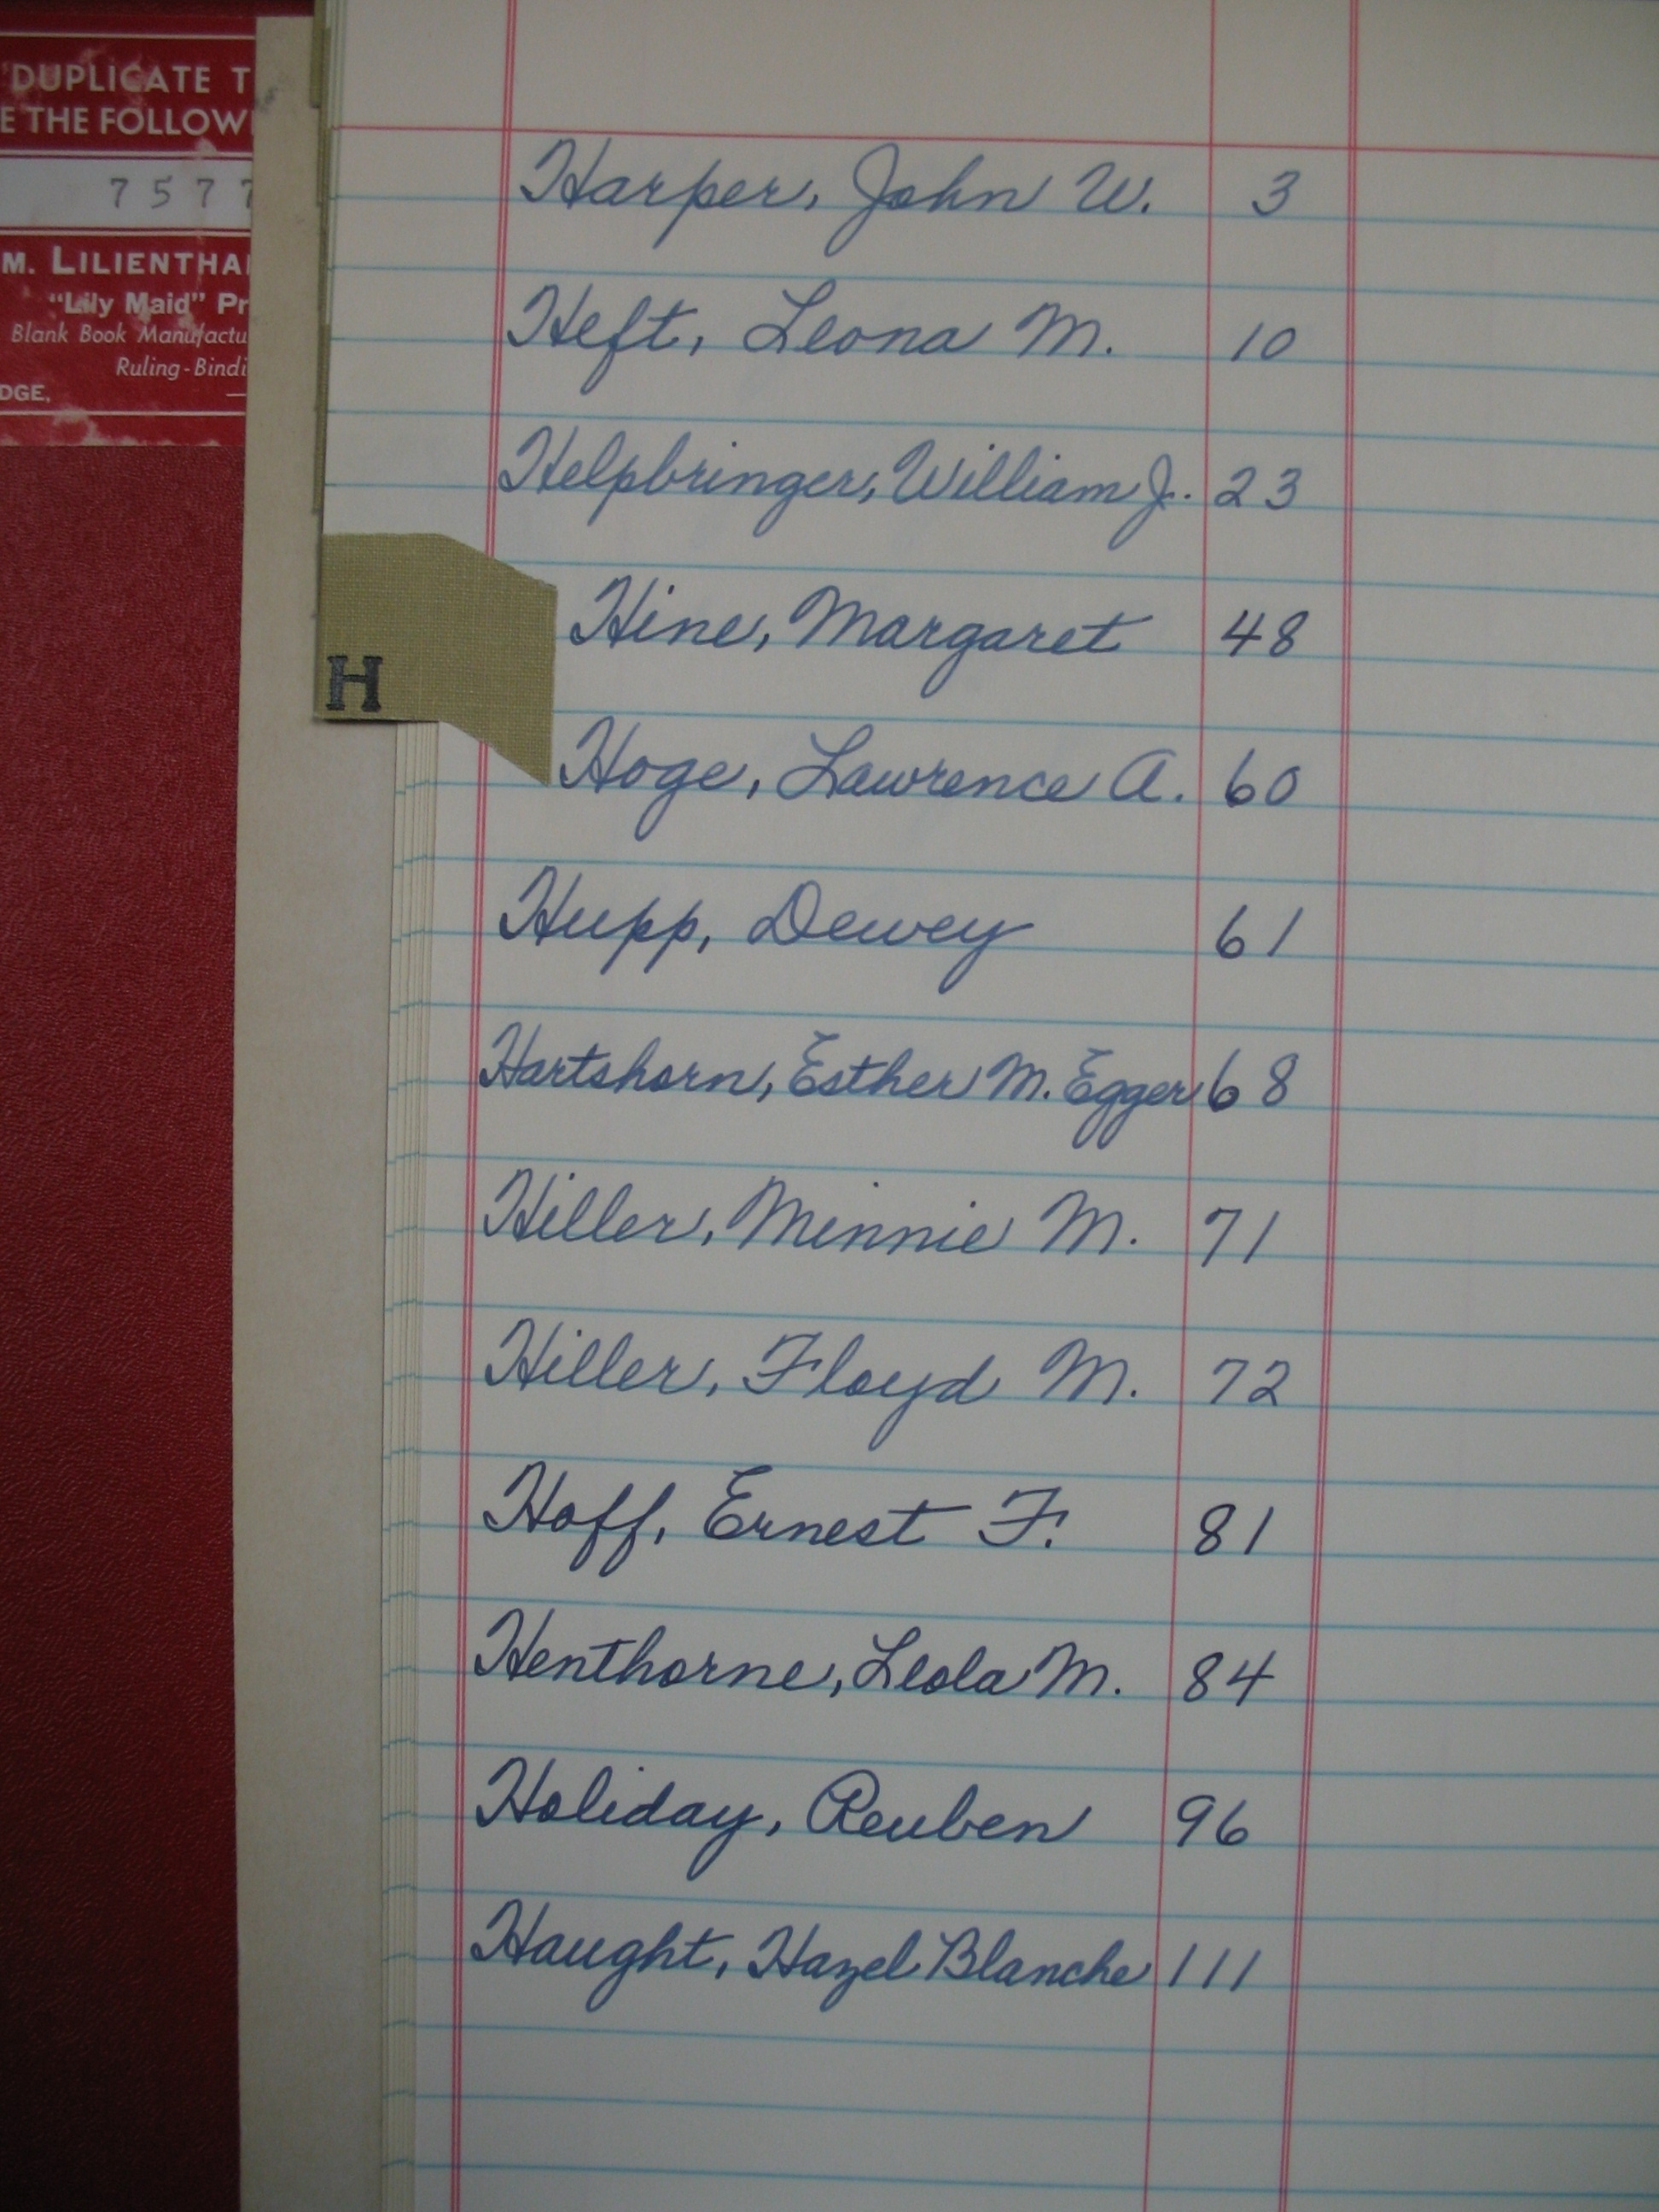 DUPLICATE T
E THE FOLLOWI
7577
M. LILIENTHAL
"Lily Maid" Pr
Blank Book Manufactu
Ruling-Bindi
DGE, —
Harper, John W. 3
Heft, Leona M. 10
Helpbringer, William J. 23
H
Hine, Margaret 48
Hoge, Lawrence A. 60
Hupp, Dewey 61
Hartshorn, Esther M. Egger 68
Hiller, Minnie M. 71
Hiller, Floyd M. 72
Hoff, Ernest F. 81
Henthorne, Leola M. 84
Holiday, Reuben 96
Haught, Hazel Blanche 111